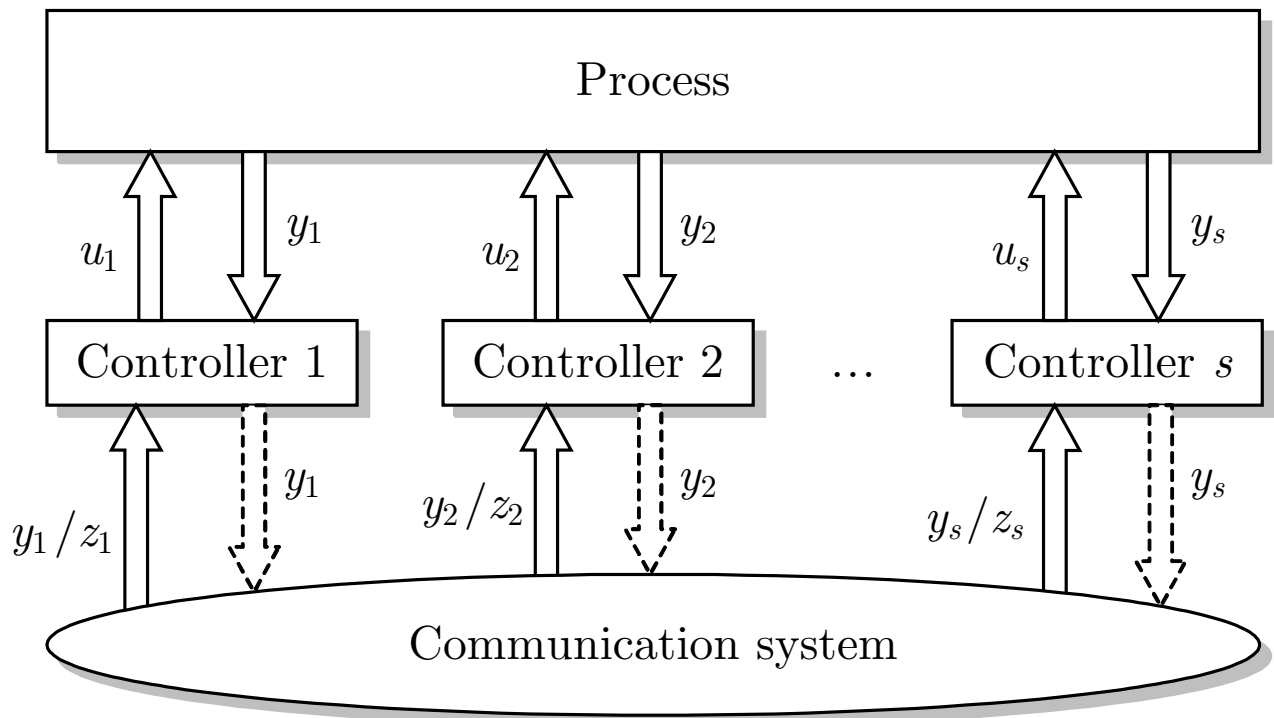 Process
u₁ y₁ u₂ y₂ uₛ yₛ
Controller 1 Controller 2 ... Controller s
y₁/z₁ y₁ y₂/z₂ y₂ yₛ/zₛ yₛ
Communication system